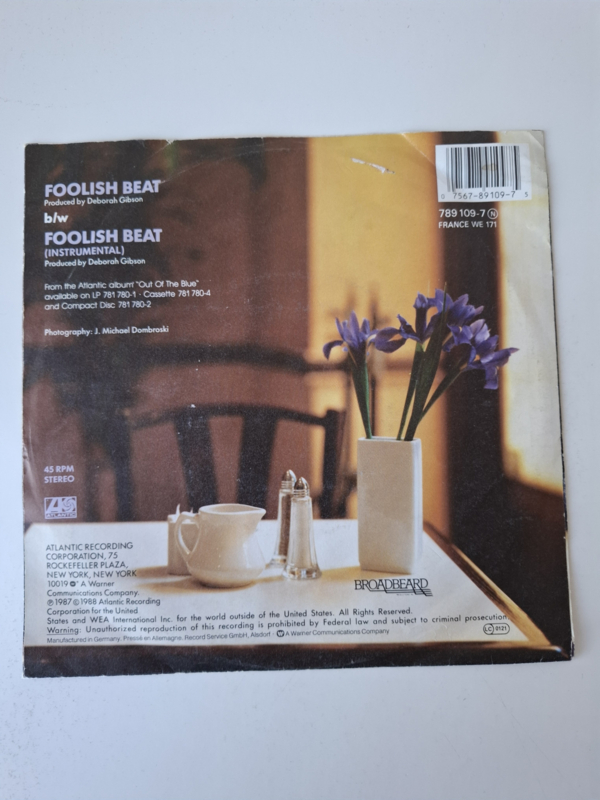 FOOLISH BEAT
Produced by Deborah Gibson
b/w
FOOLISH BEAT
(INSTRUMENTAL)
Produced by Deborah Gibson
From the Atlantic album "Out Of The Blue"
available on LP 781 780-1 · Cassette 781 780-4
and Compact Disc 781 780-2
Photography: J. Michael Dombroski
0 7567-89109-7 5
789 109-7 N
FRANCE WE 171
45 RPM
STEREO
ATLANTIC
ATLANTIC RECORDING
CORPORATION, 75
ROCKEFELLER PLAZA,
NEW YORK, NEW YORK
10019 A Warner
Communications Company.
℗ 1987 © 1988 Atlantic Recording
Corporation for the United
States and WEA International Inc. for the world outside of the United States. All Rights Reserved.
Warning: Unauthorized reproduction of this recording is prohibited by Federal law and subject to criminal prosecution.
Manufactured in Germany. Pressé en Allemagne. Record Service GmbH, Alsdorf · A Warner Communications Company
BROADBEARD
LC 0121